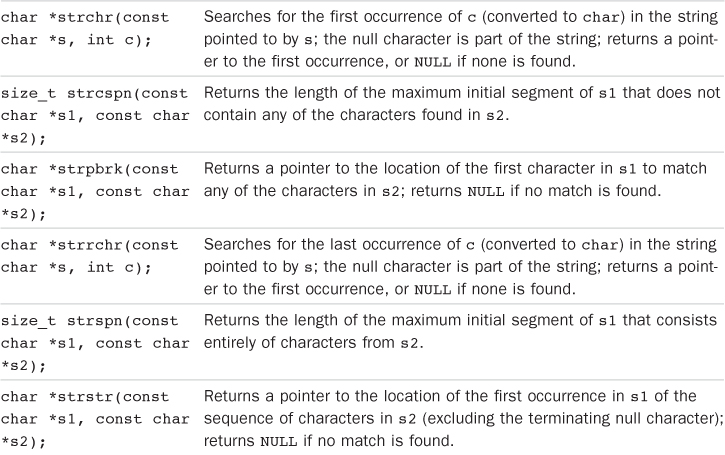 char *strchr(const
char *s, int c);
Searches for the first occurrence of c (converted to char) in the string
pointed to by s; the null character is part of the string; returns a point-
er to the first occurrence, or NULL if none is found.
size_t strcspn(const
char *s1, const char
*s2);
Returns the length of the maximum initial segment of s1 that does not
contain any of the characters found in s2.
char *strpbrk(const
char *s1, const char
*s2);
Returns a pointer to the location of the first character in s1 to match
any of the characters in s2; returns NULL if no match is found.
char *strrchr(const
char *s, int c);
Searches for the last occurrence of c (converted to char) in the string
pointed to by s; the null character is part of the string; returns a point-
er to the first occurrence, or NULL if none is found.
size_t strspn(const
char *s1, const char
*s2);
Returns the length of the maximum initial segment of s1 that consists
entirely of characters from s2.
char *strstr(const
char *s1, const char
*s2);
Returns a pointer to the location of the first occurrence in s1 of the
sequence of characters in s2 (excluding the terminating null character);
returns NULL if no match is found.